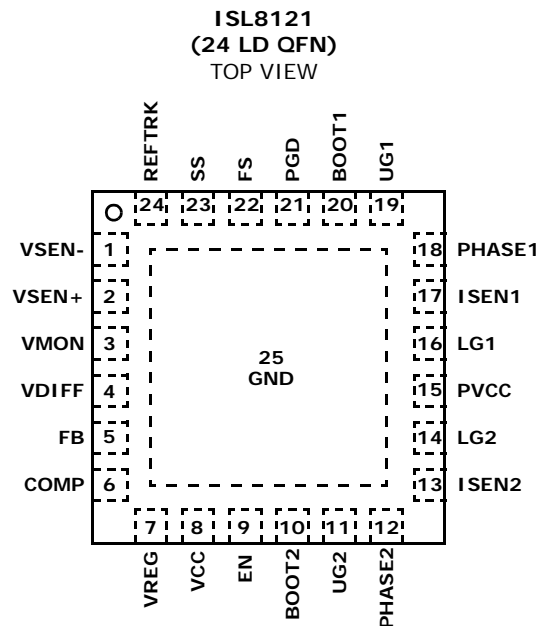 ISL8121
(24 LD QFN)
TOP VIEW
REFTRK
SS
FS
PGD
BOOT1
UG1
24
23
22
21
20
19
VSEN- 1
18 PHASE1
VSEN+ 2
17 ISEN1
VMON 3
16 LG1
25
GND
VDIFF 4
15 PVCC
FB 5
14 LG2
COMP 6
13 ISEN2
7
8
9
10
11
12
VREG
VCC
EN
BOOT2
UG2
PHASE2